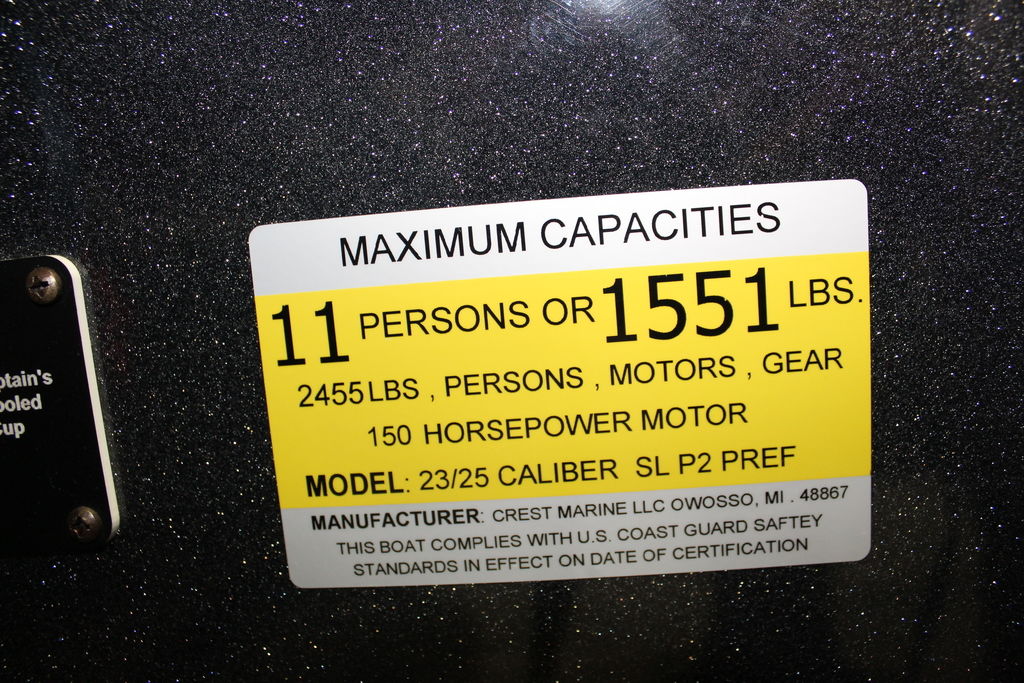 MAXIMUM CAPACITIES
11 PERSONS OR 1551 LBS.
2455 LBS , PERSONS , MOTORS , GEAR
150 HORSEPOWER MOTOR
MODEL: 23/25 CALIBER SL P2 PREF
MANUFACTURER: CREST MARINE LLC OWOSSO, MI . 48867
THIS BOAT COMPLIES WITH U.S. COAST GUARD SAFTEY
STANDARDS IN EFFECT ON DATE OF CERTIFICATION
ptain's
ooled
up